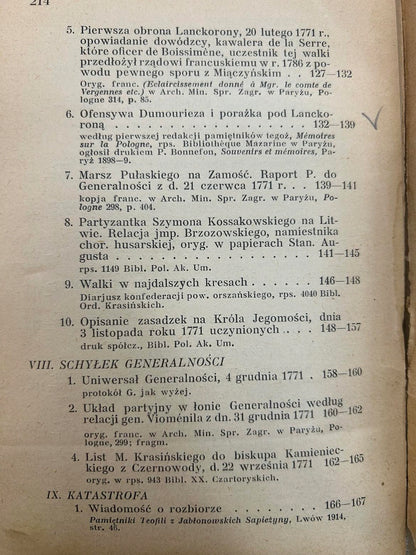 214
5. Pierwsza obrona Lanckorony, 20 lutego 1771 r.,
opowiadanie dowódzcy, kawalera de la Serre,
które oficer de Boissimène, uczestnik tej walki
przedłożył rządowi francuskiemu w r. 1786 z po-
wodu pewnego sporu z Miączyńskim . . 127—132
Oryg. franc. (Eclaircissement donné à Mgr. le comte de
Vergennes etc.) w Arch. Min. Spr. Zagr. w Paryżu, Po-
logne 314, p. 85.
6. Ofensywa Dumourieza i porażka pod Lancko-
roną . . . . . . . . . . . . . . . . 132—139
według pierwszej redakcji pamiętników tegoż, Mémoires
sur la Pologne, rps. Bibliothèque Mazarine w Paryżu,
ogłosił drukiem P. Bonnefon, Souvenirs et mémoires, Pa-
ryż 1898—9.
7. Marsz Pułaskiego na Zamość. Raport P. do
Generalności z d. 21 czerwca 1771 r. . . 139—141
kopja franc. w Arch. Min. Spr. Zagr. w Paryżu, Po-
logne 298, p. 404.
8. Partyzantka Szymona Kossakowskiego na Lit-
wie. Relacja jmp. Brzozowskiego, namiestnika
chor. husarskiej, oryg. w papierach Stan. Au-
gusta . . . . . . . . . . . . . . . . 141—145
rps. 1149 Bibl. Pol. Ak. Um.
9. Walki w najdalszych kresach . . . . 146—148
Diarjusz konfederacji pow. orszańskiego, rps. 4040 Bibl.
Ord. Krasińskich.
10. Opisanie zasadzek na Króla Jegomości, dnia
3 listopada roku 1771 uczynionych . . . 148—157
druk spółcz., Bibl. Pol. Ak. Um.
VIII. SCHYŁEK GENERALNOŚCI
1. Uniwersał Generalności, 4 grudnia 1771 . 158—160
protokół G. jak wyżej.
2. Układ partyjny w łonie Generalności według
relacji gen. Vioménila z dn. 31 grudnia 1771 160—162
oryg. franc. w Arch. Min. Spr. Zagr. w Paryżu, Po-
logne, 299; fragm.
4. List M. Krasińskiego do biskupa Kamieniec-
kiego z Czernowody, d. 22 września 1771 162—165
oryg. w rps. 943 Bibl. XX. Czartoryskich.
IX. KATASTROFA
1. Wiadomość o rozbiorze . . . . . . . 166—167
Pamiętniki Teofili z Jabłonowskich Sapieżyny, Lwów 1914,
str. 46.